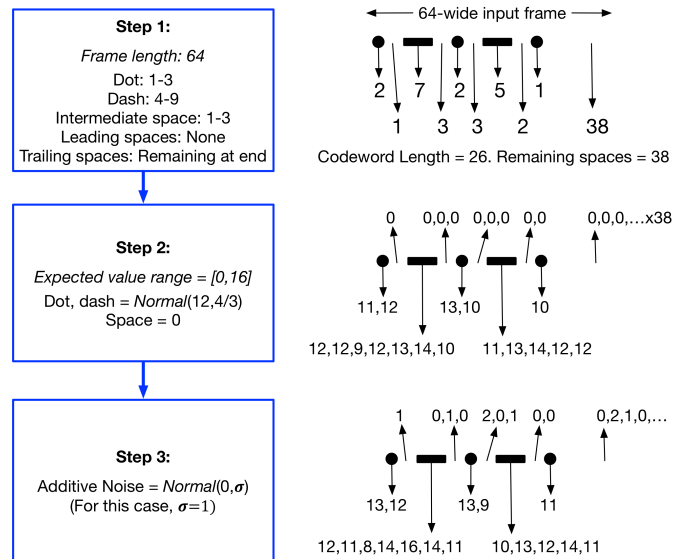 Step 1:
Frame length: 64
Dot: 1-3
Dash: 4-9
Intermediate space: 1-3
Leading spaces: None
Trailing spaces: Remaining at end
64-wide input frame
2 7 2 5 1
1 3 3 2 38
Codeword Length = 26. Remaining spaces = 38
Step 2:
Expected value range = [0,16]
Dot, dash = Normal(12,4/3)
Space = 0
0 0,0,0 0,0,0 0,0 0,0,0,...x38
11,12 13,10 10
12,12,9,12,13,14,10 11,13,14,12,12
Step 3:
Additive Noise = Normal(0,σ)
(For this case, σ=1)
1 0,1,0 2,0,1 0,0 0,2,1,0,...
13,12 13,9 11
12,11,8,14,16,14,11 10,13,12,14,11